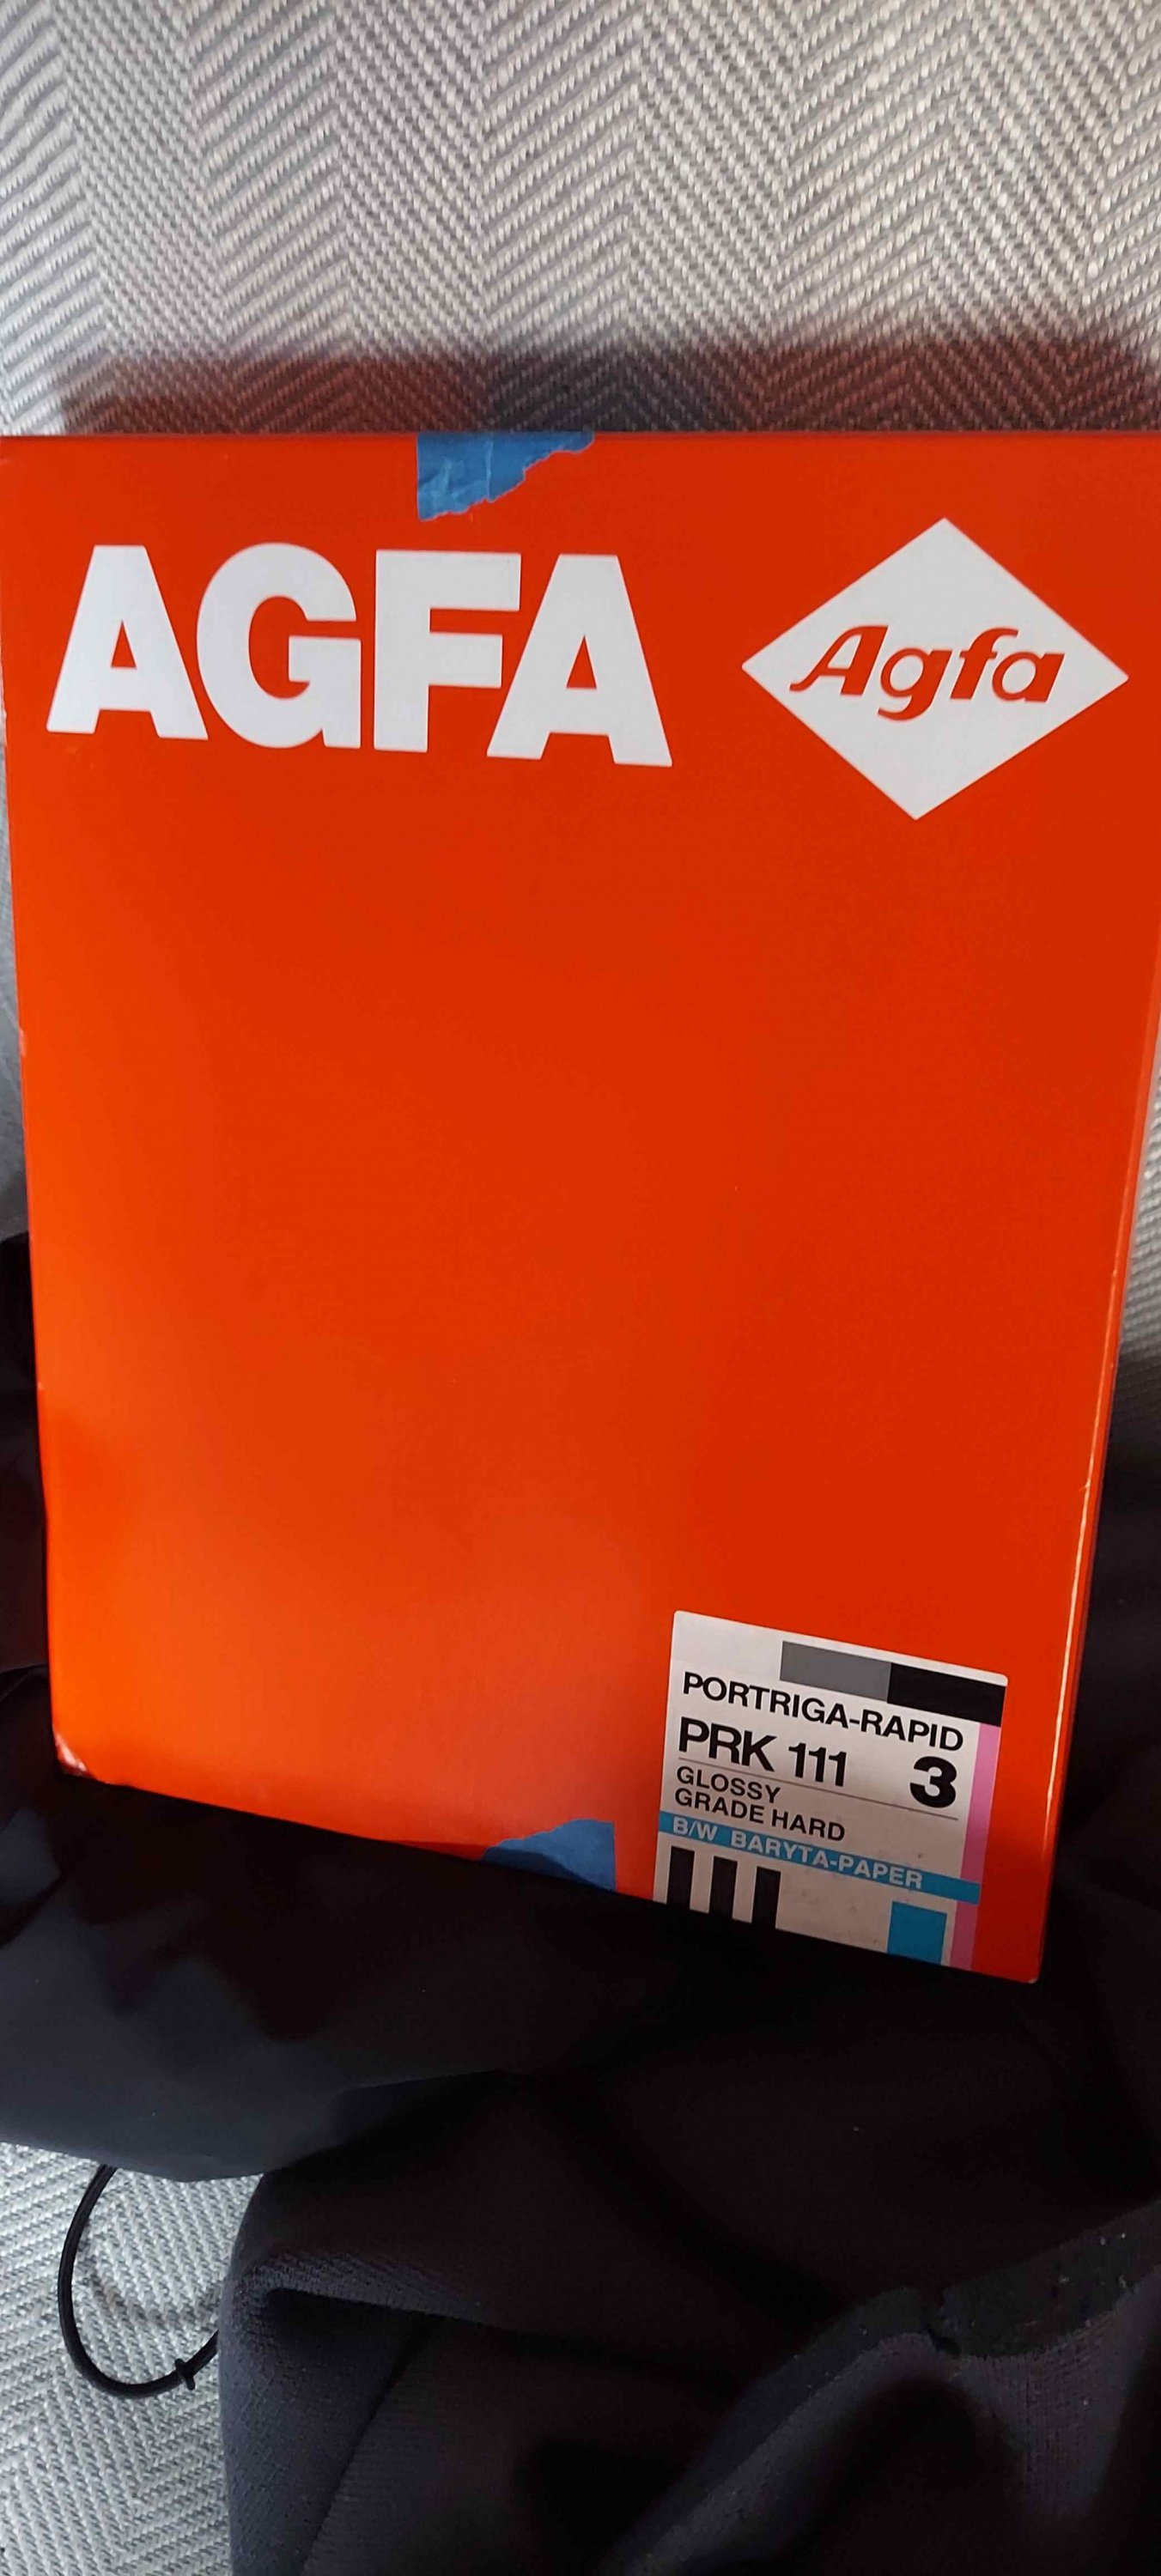 AGFA
Agfa
PORTRIGA-RAPID
PRK 111 3
GLOSSY
GRADE HARD
B/W BARYTA-PAPER